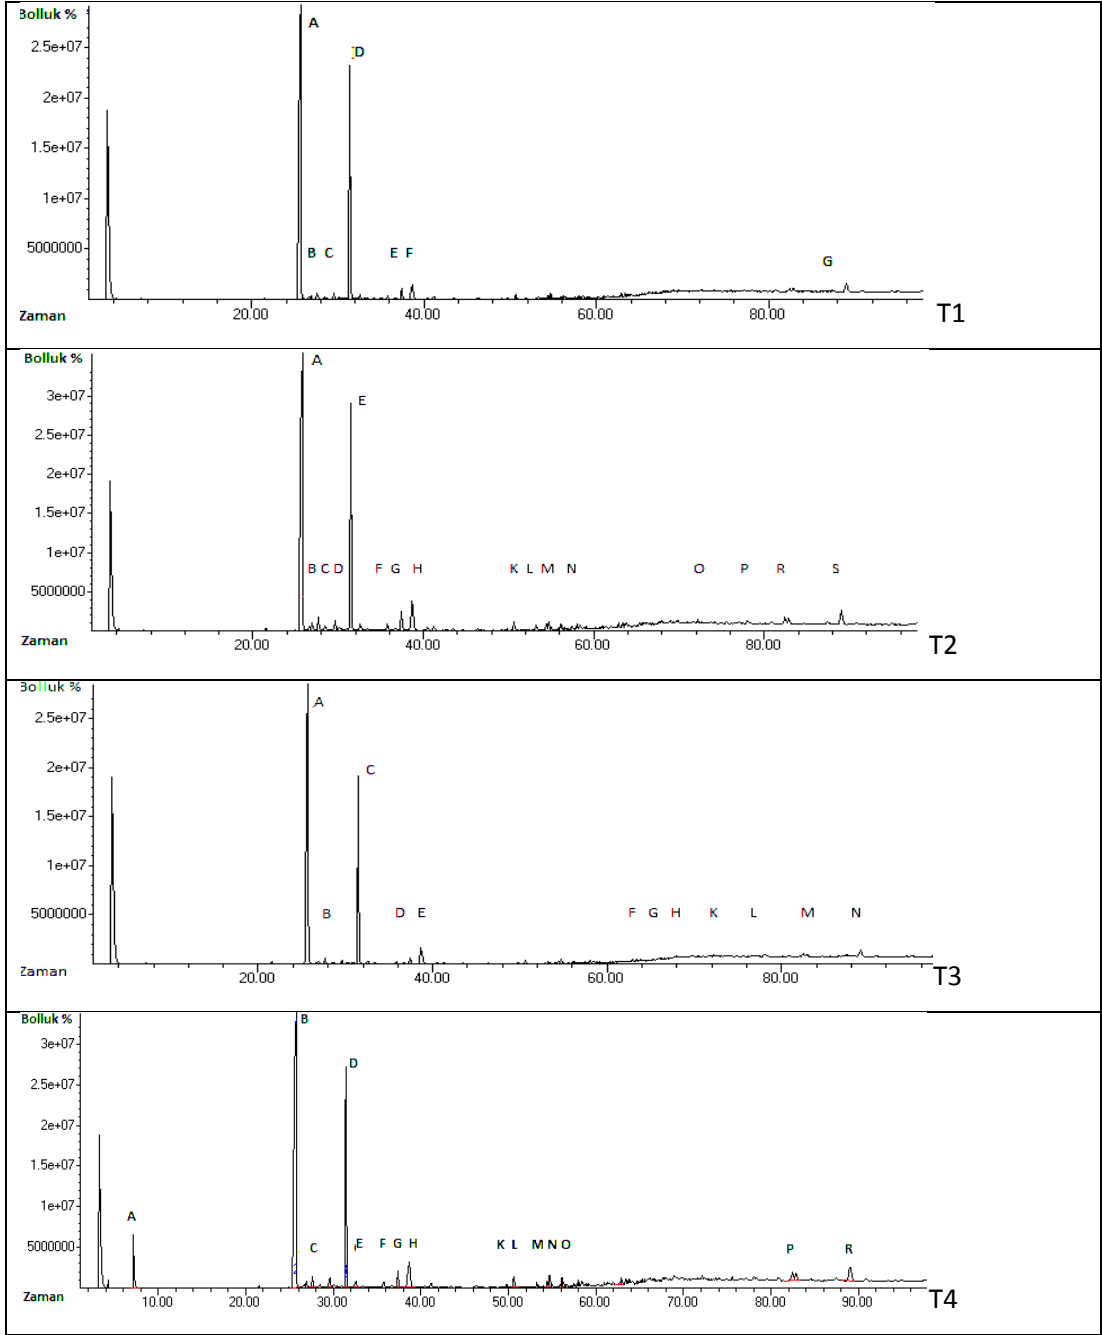 Bolluk %
A
2.5e+07
D
2e+07
1.5e+07
1e+07
5000000
B C E F G
20.00 40.00 60.00 80.00
Zaman
T1
Bolluk %
A
3e+07
E
2.5e+07
2e+07
1.5e+07
1e+07
B C D F G H K L M N O P R S
5000000
20.00 40.00 60.00 80.00
Zaman
T2
Bolluk %
A
2.5e+07
C
2e+07
1.5e+07
1e+07
5000000
B D E F G H K L M N
20.00 40.00 60.00 80.00
Zaman
T3
Bolluk %
B
3e+07
D
2.5e+07
2e+07
1.5e+07
1e+07
A
5000000
C E F G H K L M N O P R
10.00 20.00 30.00 40.00 50.00 60.00 70.00 80.00 90.00
Zaman
T4